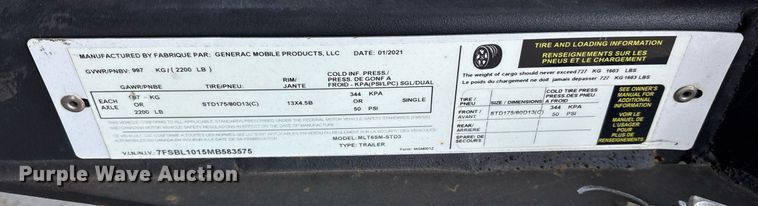 MANUFACTURED BY/FABRIQUE PAR: GENERAC MOBILE PRODUCTS, LLC DATE: 01/2021
GVWR/PNBV: 997 KG/( 2200 LB )
GAWR/PNBE TIRE/PNEU: RIM/JANTE COLD INF. PRESS/PRESS. DE GONF A FROID - KPA(PSI/LPC) SGL/DUAL
EACH AXLE 997 KG OR 2200 LB STD175/80D13(C) 13X4.5B 344 KPA OR 50 PSI SINGLE
V.I.N./N.I.V.: 7FSBL1015MB583575
MODEL: MLT6SM-STD3
TYPE: TRAILER
TIRE AND LOADING INFORMATION
RENSEIGNEMENTS SUR LES PNEUS ET LE CHARGEMENT
The weight of cargo should never exceed 727 KG 1603 LBS
Le poids du chargement ne doit jamais depasser 727 KG 1603 LBS
TIRE / PNEU SIZE / DIMENSIONS COLD TIRE PRESS PRESS.DES PNEU A FROID
FRONT / AVANT STD175/80D13(C) 344 KPA 50 PSI
REAR / ARRIERE
SPARE DE SECOURS
SEE OWNER'S MANUAL FOR ADDITIONAL INFORMATION
VOIR LE MANUEL DE L'USAGER POUR PLUS DE RENSEIGNEMENTS
Purple Wave Auction